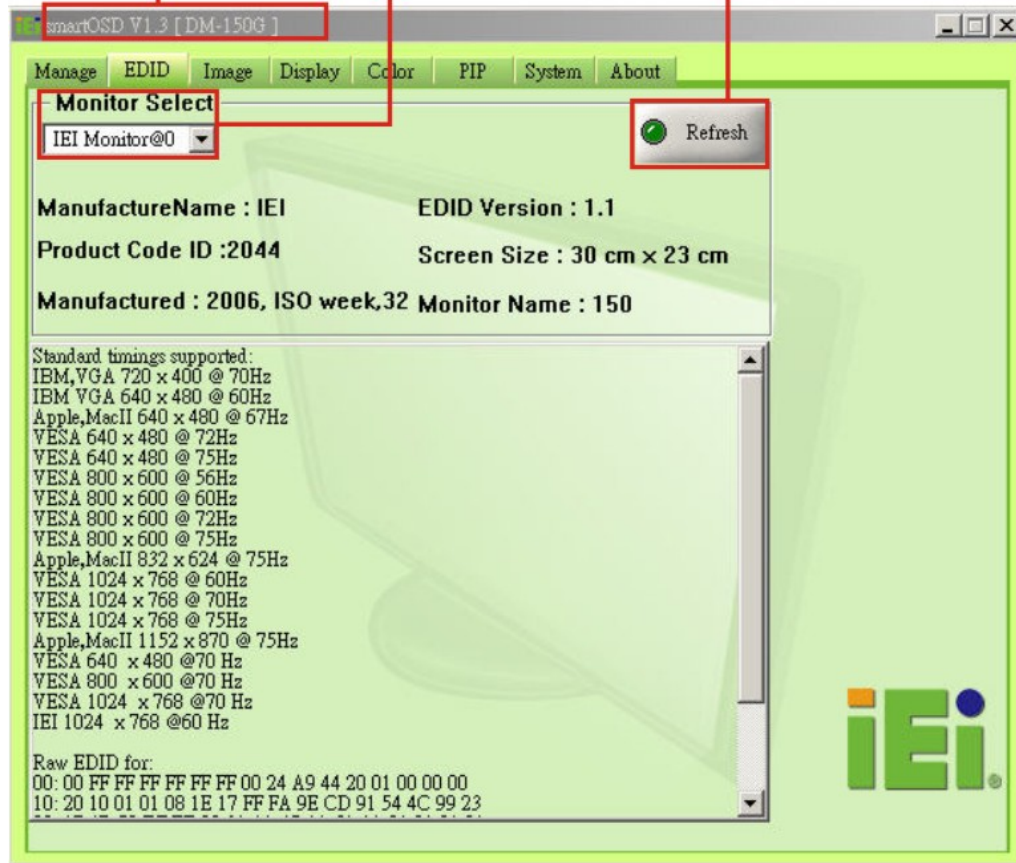 iEi smartOSD V1.3 [ DM-150G ]
Manage EDID Image Display Color PIP System About
Monitor Select
IEI Monitor@0
Refresh
ManufactureName : IEI
EDID Version : 1.1
Product Code ID :2044
Screen Size : 30 cm × 23 cm
Manufactured : 2006, ISO week,32
Monitor Name : 150
Standard timings supported:
IBM,VGA 720 x 400 @ 70Hz
IBM VGA 640 x 480 @ 60Hz
Apple,MacII 640 x 480 @ 67Hz
VESA 640 x 480 @ 72Hz
VESA 640 x 480 @ 75Hz
VESA 800 x 600 @ 56Hz
VESA 800 x 600 @ 60Hz
VESA 800 x 600 @ 72Hz
VESA 800 x 600 @ 75Hz
Apple,MacII 832 x 624 @ 75Hz
VESA 1024 x 768 @ 60Hz
VESA 1024 x 768 @ 70Hz
VESA 1024 x 768 @ 75Hz
Apple,MacII 1152 x 870 @ 75Hz
VESA 640 x 480 @70 Hz
VESA 800 x 600 @70 Hz
VESA 1024 x 768 @70 Hz
IEI 1024 x 768 @60 Hz
Raw EDID for:
00: 00 FF FF FF FF FF FF 00 24 A9 44 20 01 00 00 00
10: 20 10 01 01 08 1E 17 FF FA 9E CD 91 54 4C 99 23
iEi®